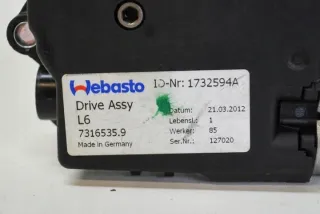 Webasto ID-Nr: 1732594A
Drive Assy Datum: 21.03.2012
L6 Lebensl.: 1
7316535.9 Werker: 85
Made in Germany Ser.Nr.: 127020